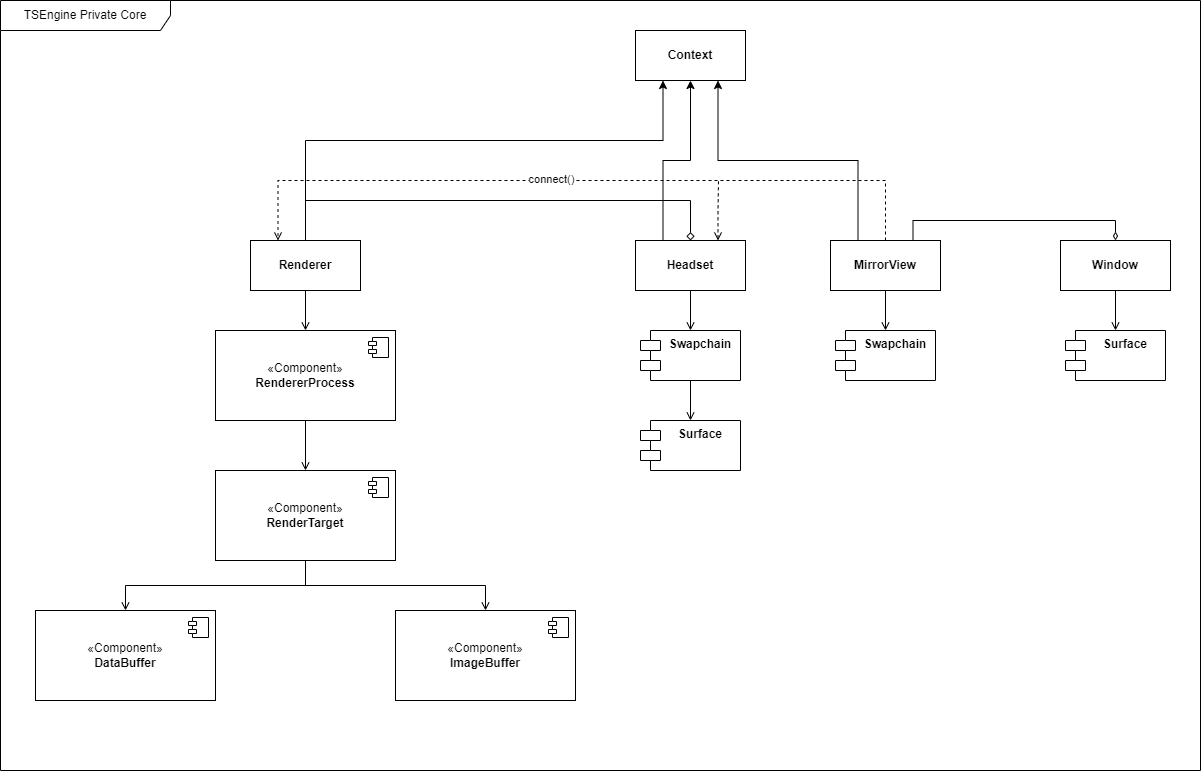 TSEngine Private Core
Context
connect()
Renderer
Headset
MirrorView
Window
«Component»
RendererProcess
Swapchain
Swapchain
Surface
Surface
«Component»
RenderTarget
«Component»
DataBuffer
«Component»
ImageBuffer